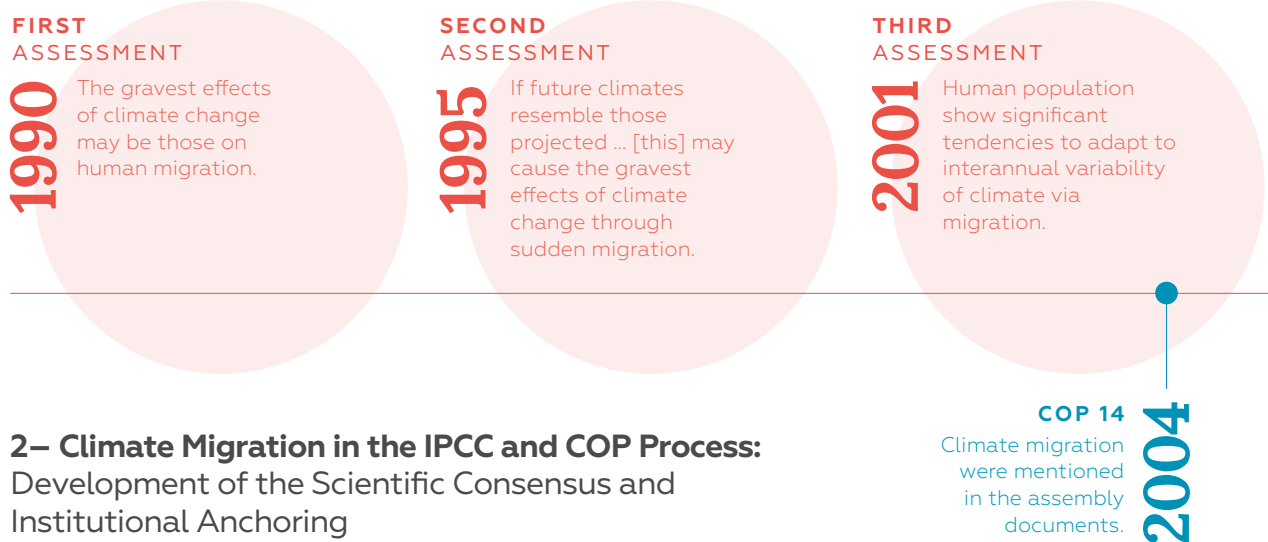 FIRST
ASSESSMENT
1990
The gravest effects
of climate change
may be those on
human migration.
SECOND
ASSESSMENT
1995
If future climates
resemble those
projected ... [this] may
cause the gravest
effects of climate
change through
sudden migration.
THIRD
ASSESSMENT
2001
Human population
show significant
tendencies to adapt to
interannual variability
of climate via
migration.
COP 14
2004
Climate migration
were mentioned
in the assembly
documents.
2– Climate Migration in the IPCC and COP Process:
Development of the Scientific Consensus and
Institutional Anchoring